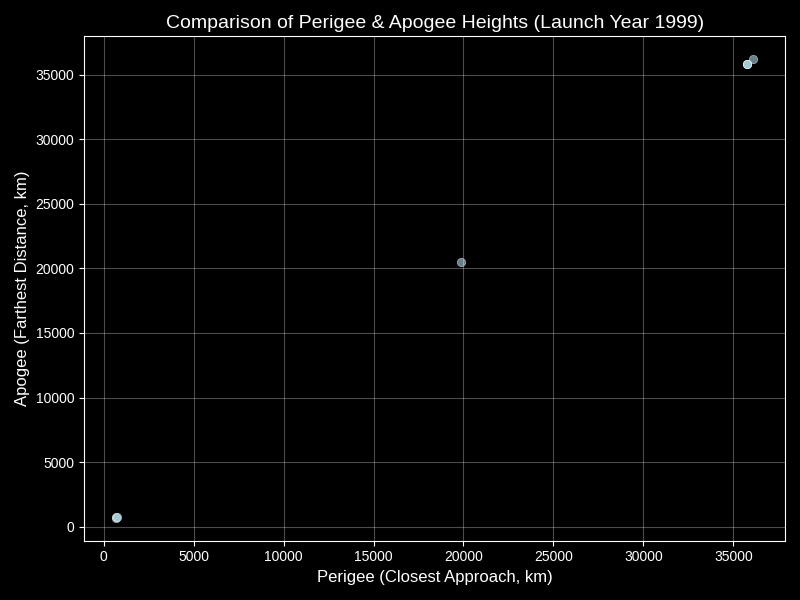 Comparison of Perigee & Apogee Heights (Launch Year 1999)
Apogee (Farthest Distance, km)
35000
30000
25000
20000
15000
10000
5000
0
0 5000 10000 15000 20000 25000 30000 35000
Perigee (Closest Approach, km)